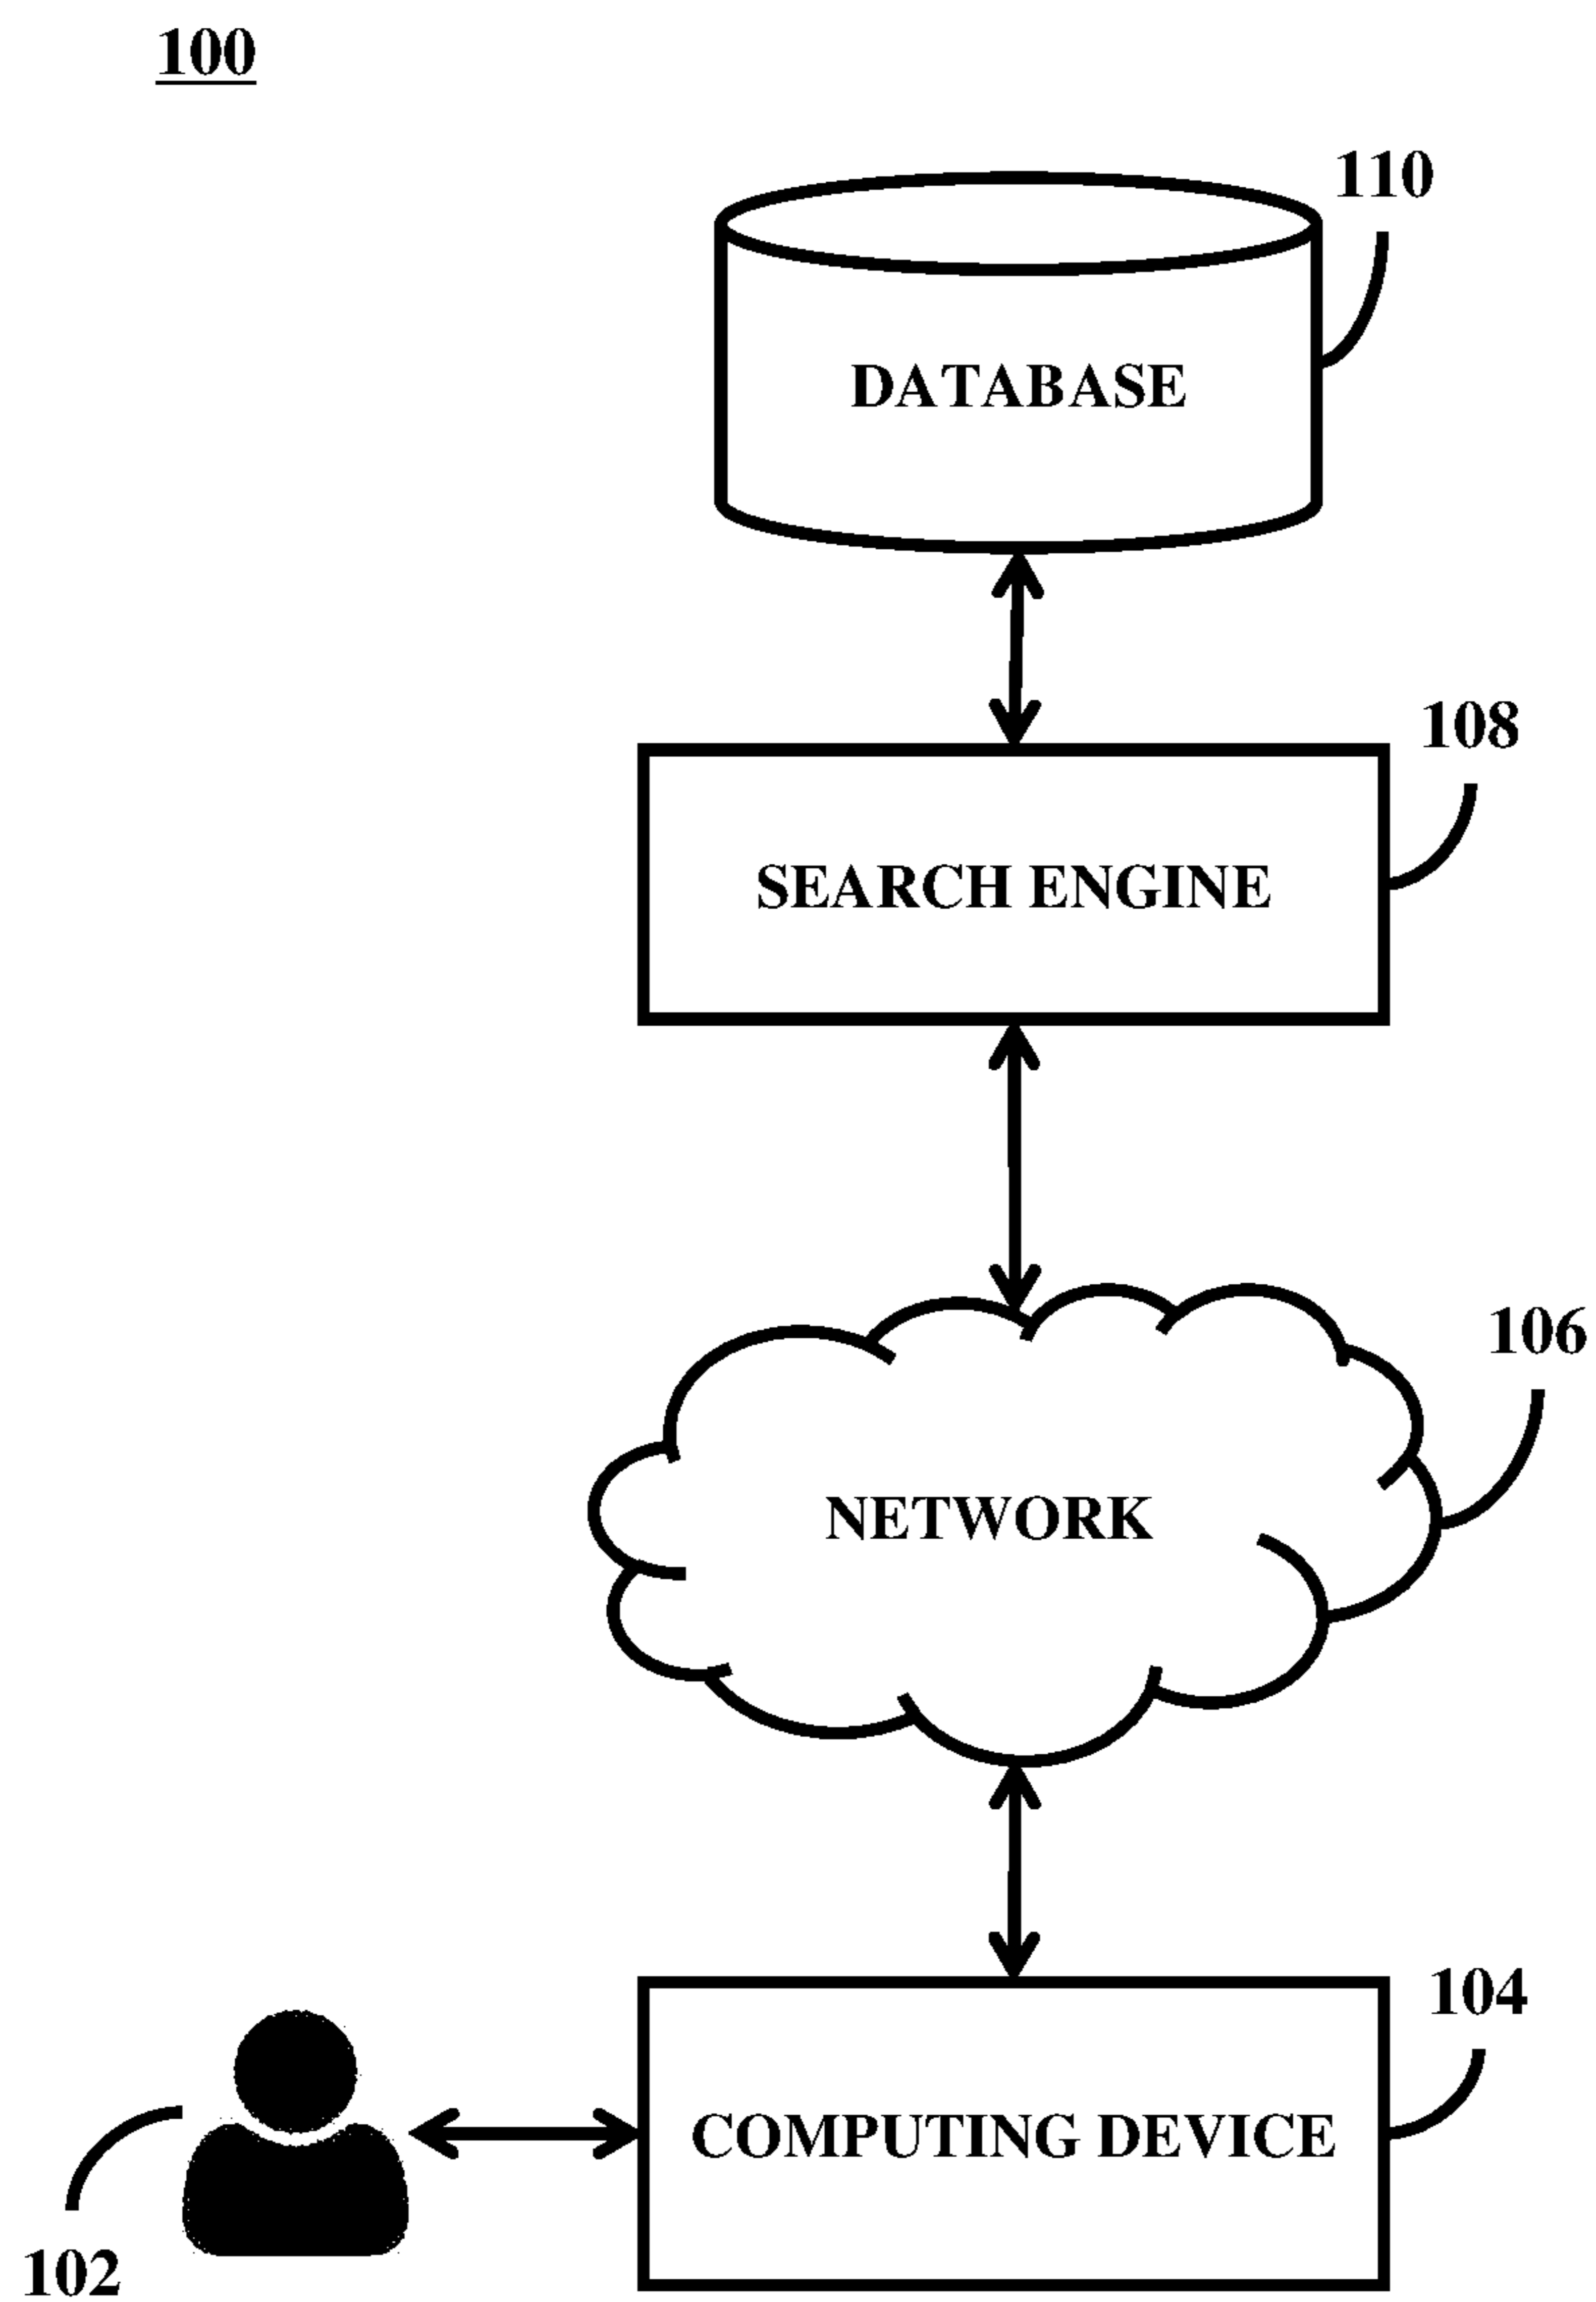 100
110
DATABASE
108
SEARCH ENGINE
106
NETWORK
104
COMPUTING DEVICE
102